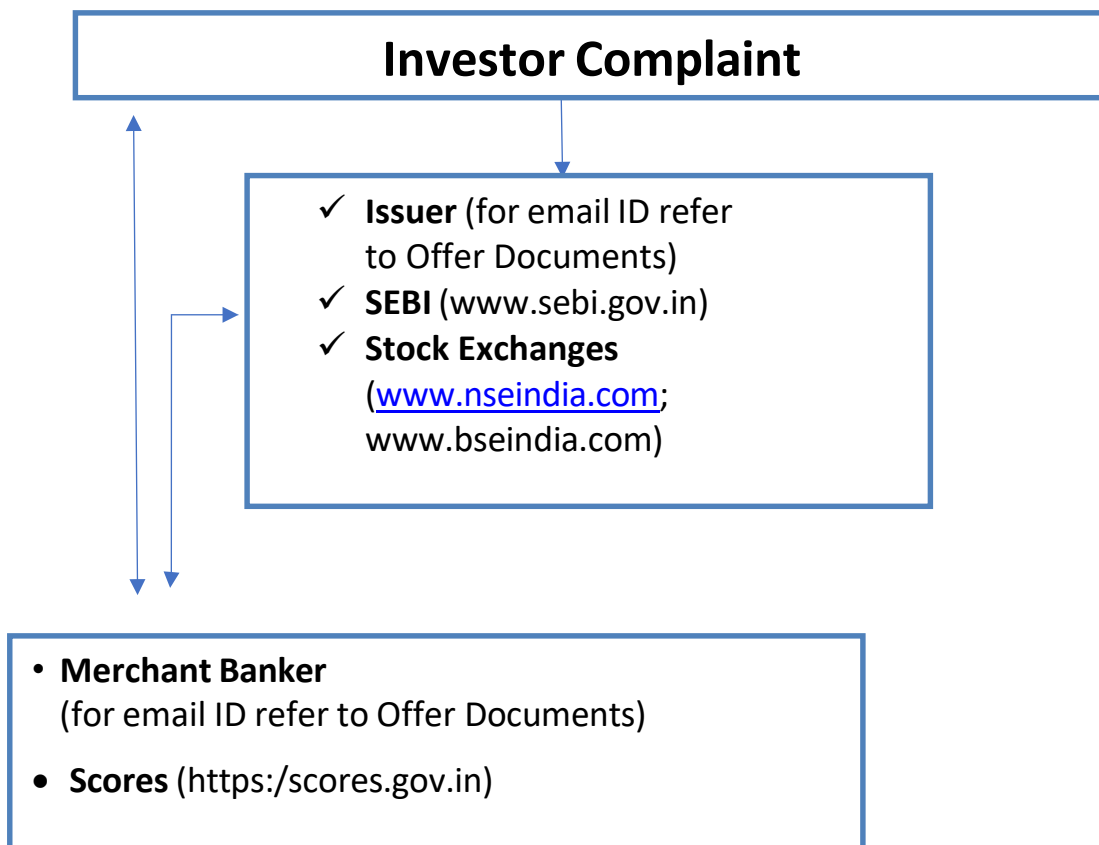 Investor Complaint
✓ Issuer (for email ID refer
to Offer Documents)
✓ SEBI (www.sebi.gov.in)
✓ Stock Exchanges
(www.nseindia.com;
www.bseindia.com)
• Merchant Banker
(for email ID refer to Offer Documents)
• Scores (https:/scores.gov.in)